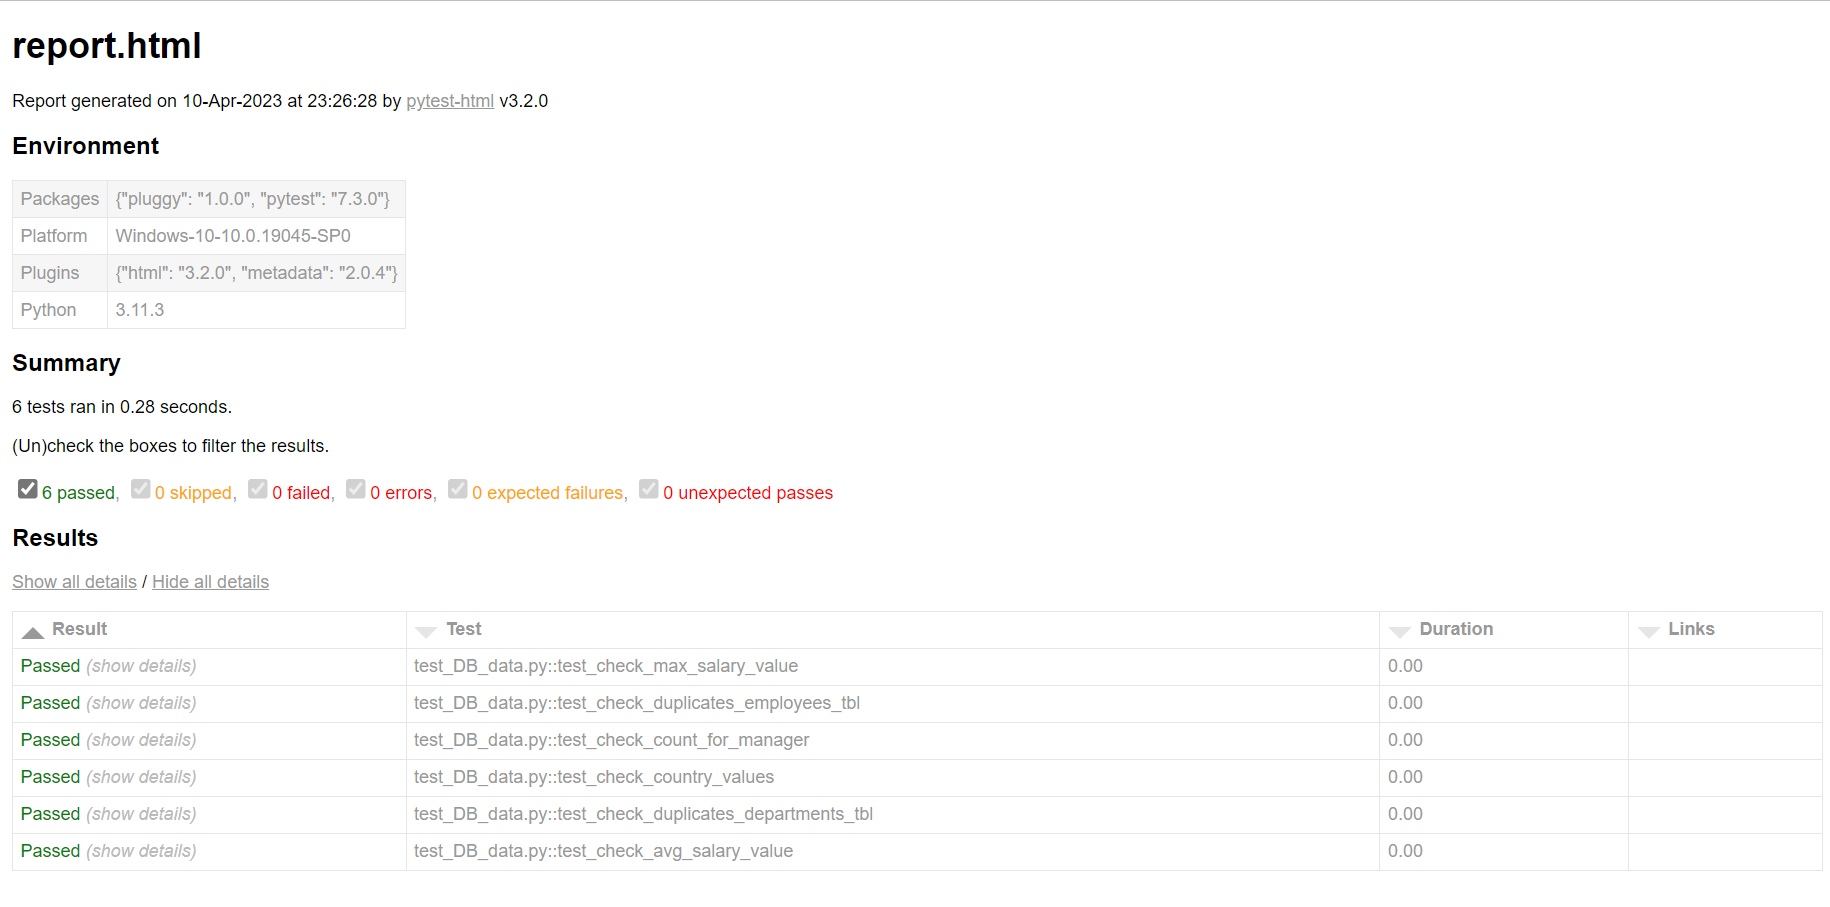 report.html
Report generated on 10-Apr-2023 at 23:26:28 by pytest-html v3.2.0
Environment
Packages {"pluggy": "1.0.0", "pytest": "7.3.0"}
Platform Windows-10-10.0.19045-SP0
Plugins {"html": "3.2.0", "metadata": "2.0.4"}
Python 3.11.3
Summary
6 tests ran in 0.28 seconds.
(Un)check the boxes to filter the results.
6 passed, 0 skipped, 0 failed, 0 errors, 0 expected failures, 0 unexpected passes
Results
Show all details / Hide all details
Result Test Duration Links
Passed (show details) test_DB_data.py::test_check_max_salary_value 0.00
Passed (show details) test_DB_data.py::test_check_duplicates_employees_tbl 0.00
Passed (show details) test_DB_data.py::test_check_count_for_manager 0.00
Passed (show details) test_DB_data.py::test_check_country_values 0.00
Passed (show details) test_DB_data.py::test_check_duplicates_departments_tbl 0.00
Passed (show details) test_DB_data.py::test_check_avg_salary_value 0.00